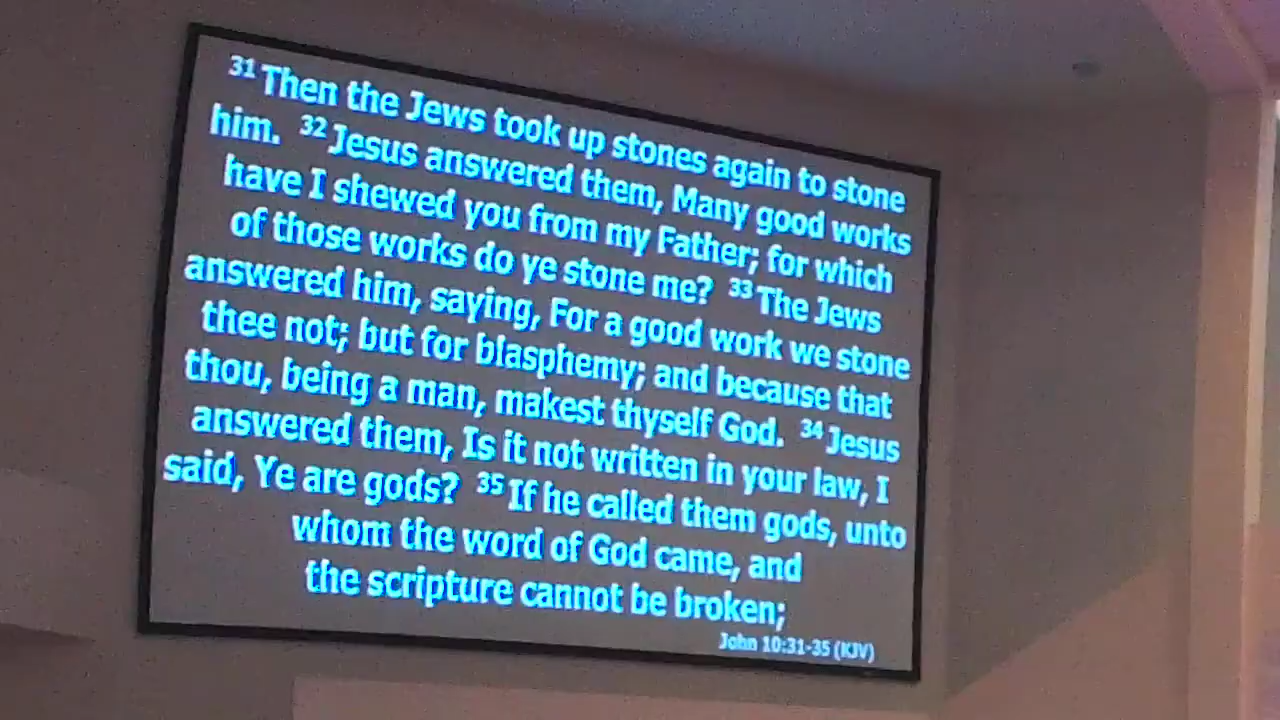 31 Then the Jews took up stones again to stone
him. 32 Jesus answered them, Many good works
have I shewed you from my Father; for which
of those works do ye stone me? 33 The Jews
answered him, saying, For a good work we stone
thee not; but for blasphemy; and because that
thou, being a man, makest thyself God. 34 Jesus
answered them, Is it not written in your law, I
said, Ye are gods? 35 If he called them gods, unto
whom the word of God came, and
the scripture cannot be broken;
John 10:31-35 (KJV)